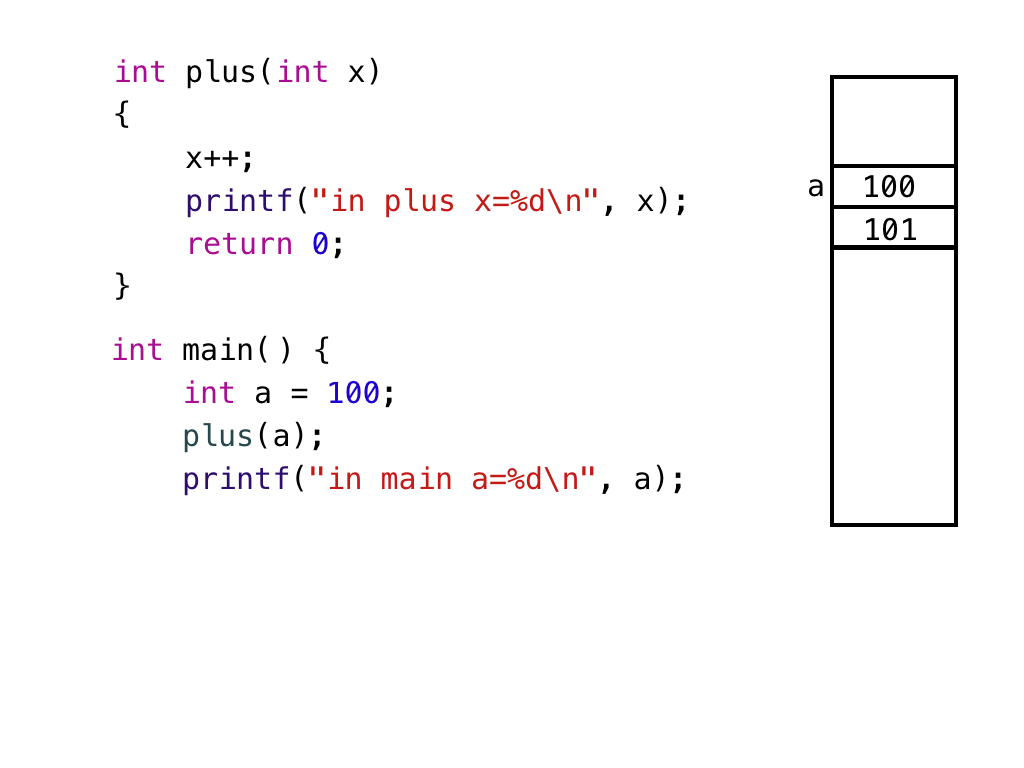 int plus(int x)
{
    x++;
    printf("in plus x=%d\n", x);
    return 0;
}
int main() {
    int a = 100;
    plus(a);
    printf("in main a=%d\n", a);
a 100
101